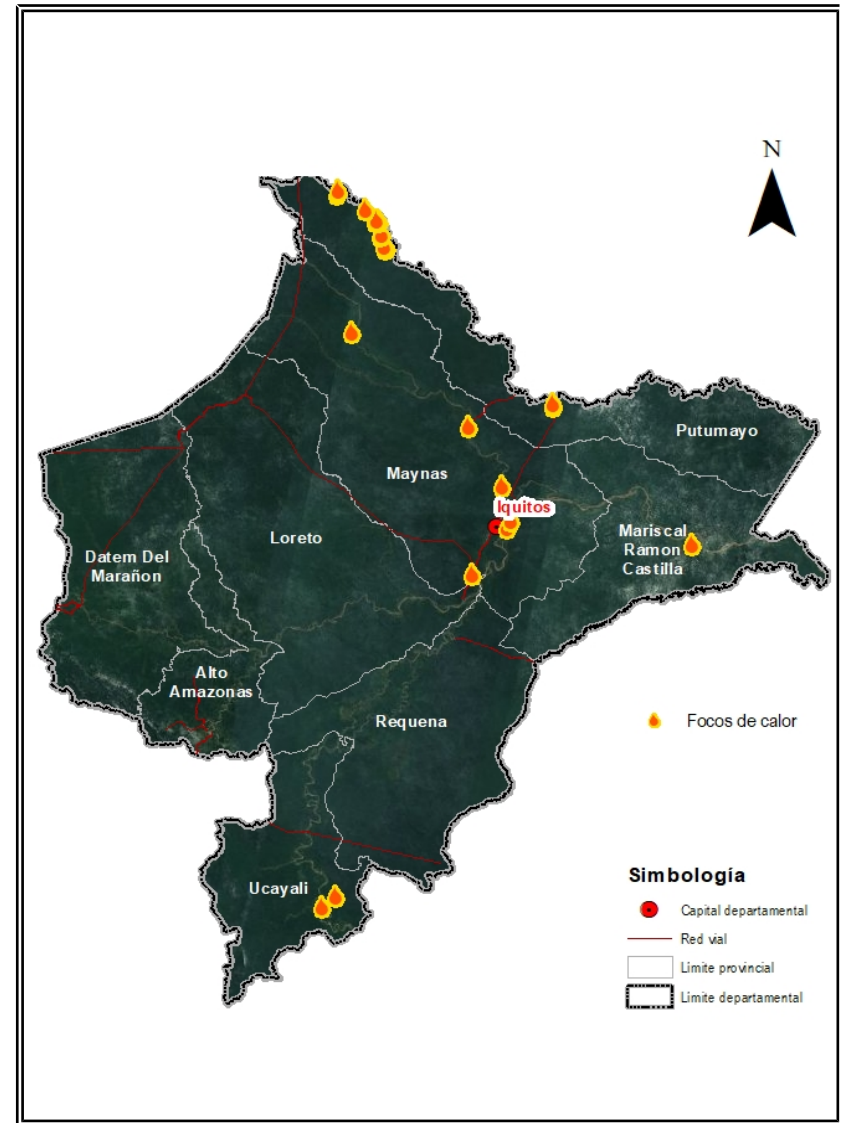 N
Putumayo
Maynas
Iquitos
Mariscal
Ramon
Castilla
Loreto
Datem Del
Marañon
Alto
Amazonas
Requena
Focos de calor
Ucayali
Simbología
Capital departamental
Red vial
Limite provincial
Limite departamental